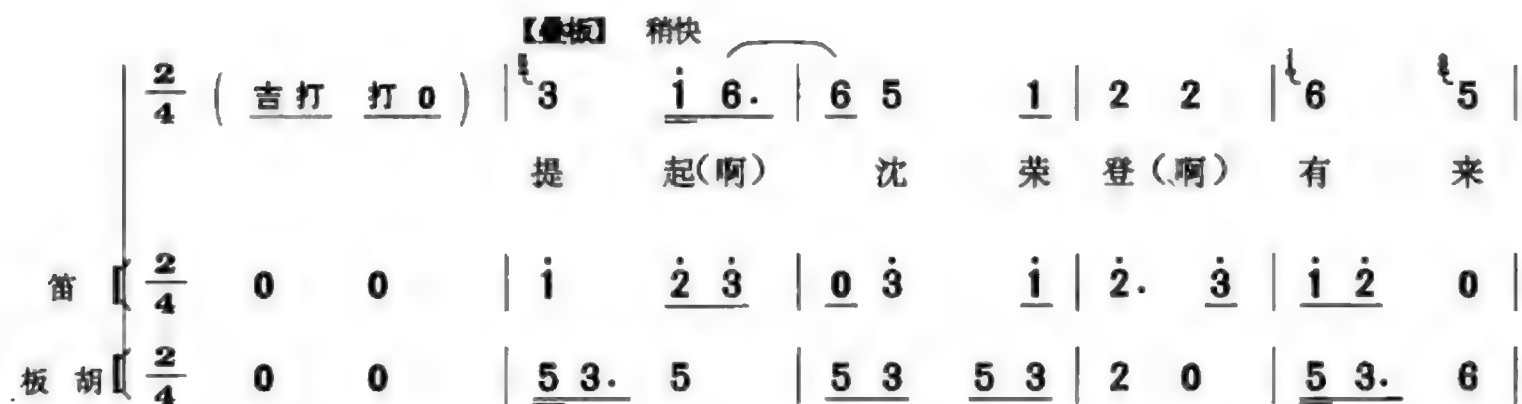 【叠板】 稍快
2/4 ( 吉打 打0 ) | 3 i 6. | 6 5 1 | 2 2 | 6 5 |
提 起(啊) 沈 荣 登(啊) 有 来
笛 2/4 0 0 | i 2 3 | 0 3 i | 2. 3 | i 2 0 |
板胡 2/4 0 0 | 5 3. 5 | 5 3 5 3 | 2 0 | 5 3. 6 |